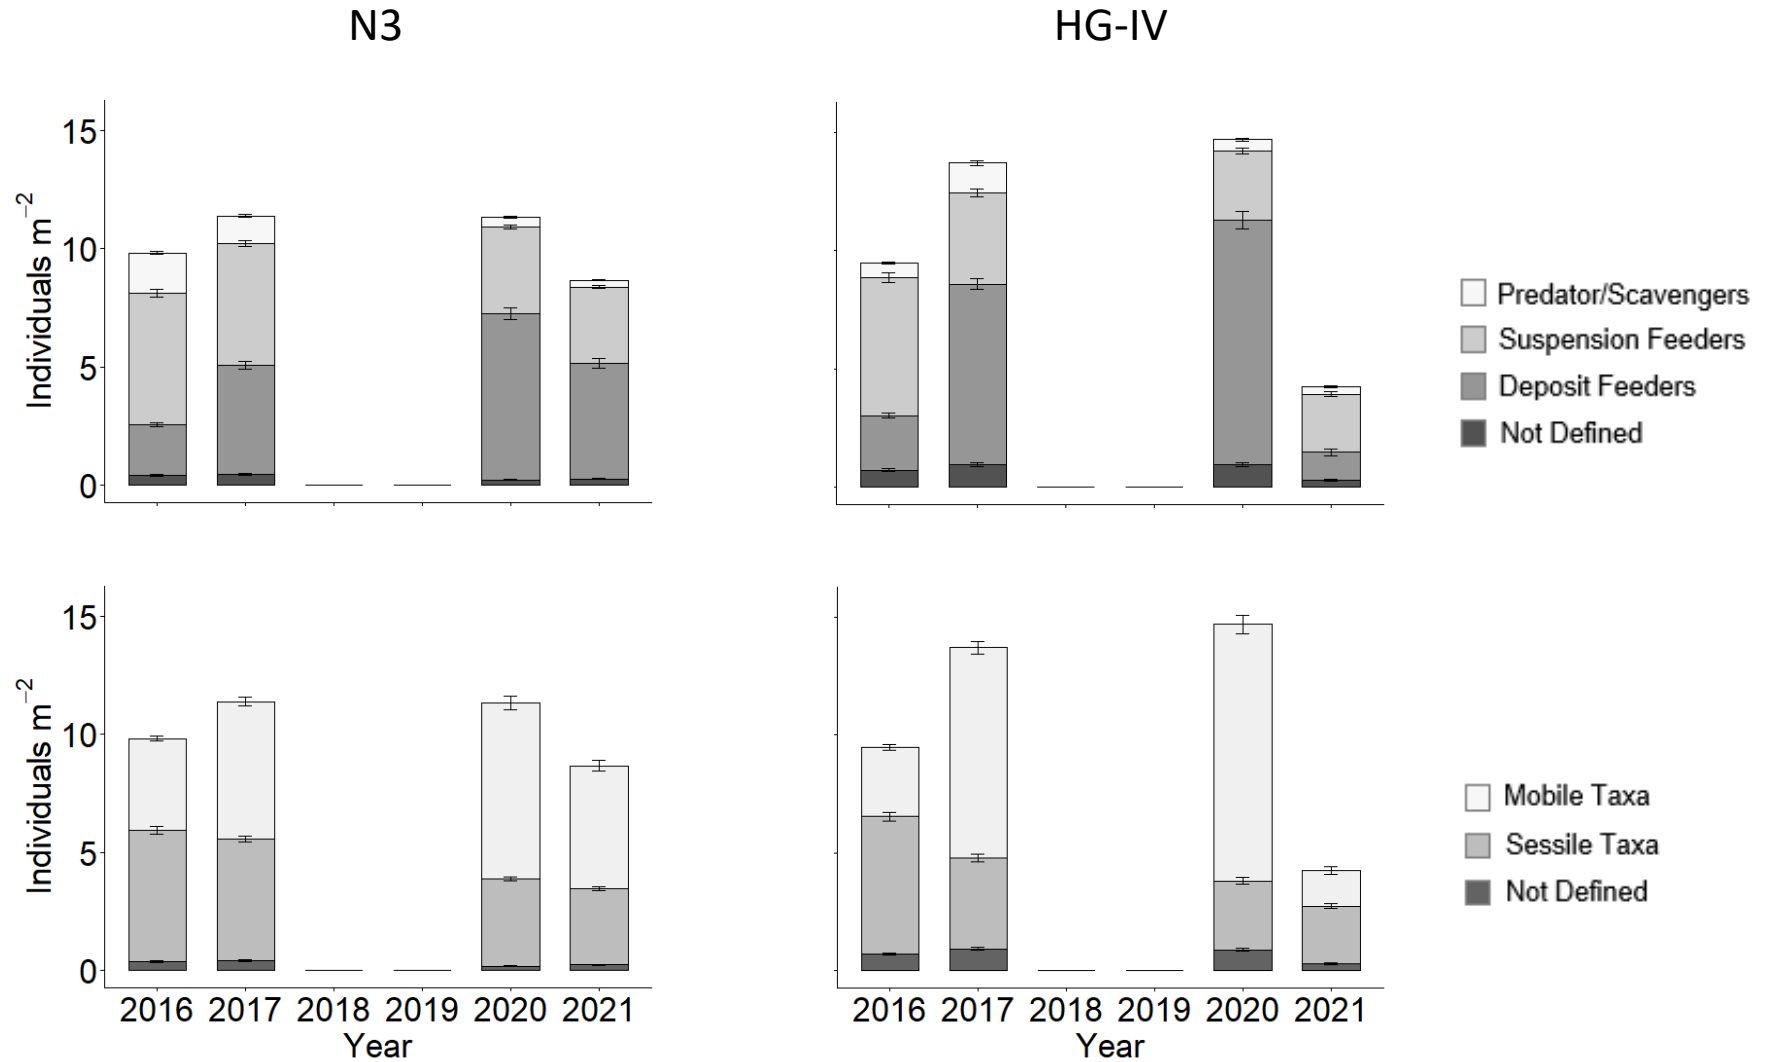 N3
HG-IV
Individuals m⁻²
15
10
5
0
Predator/Scavengers
Suspension Feeders
Deposit Feeders
Not Defined
Individuals m⁻²
15
10
5
0
2016 2017 2018 2019 2020 2021
Year
2016 2017 2018 2019 2020 2021
Year
Mobile Taxa
Sessile Taxa
Not Defined